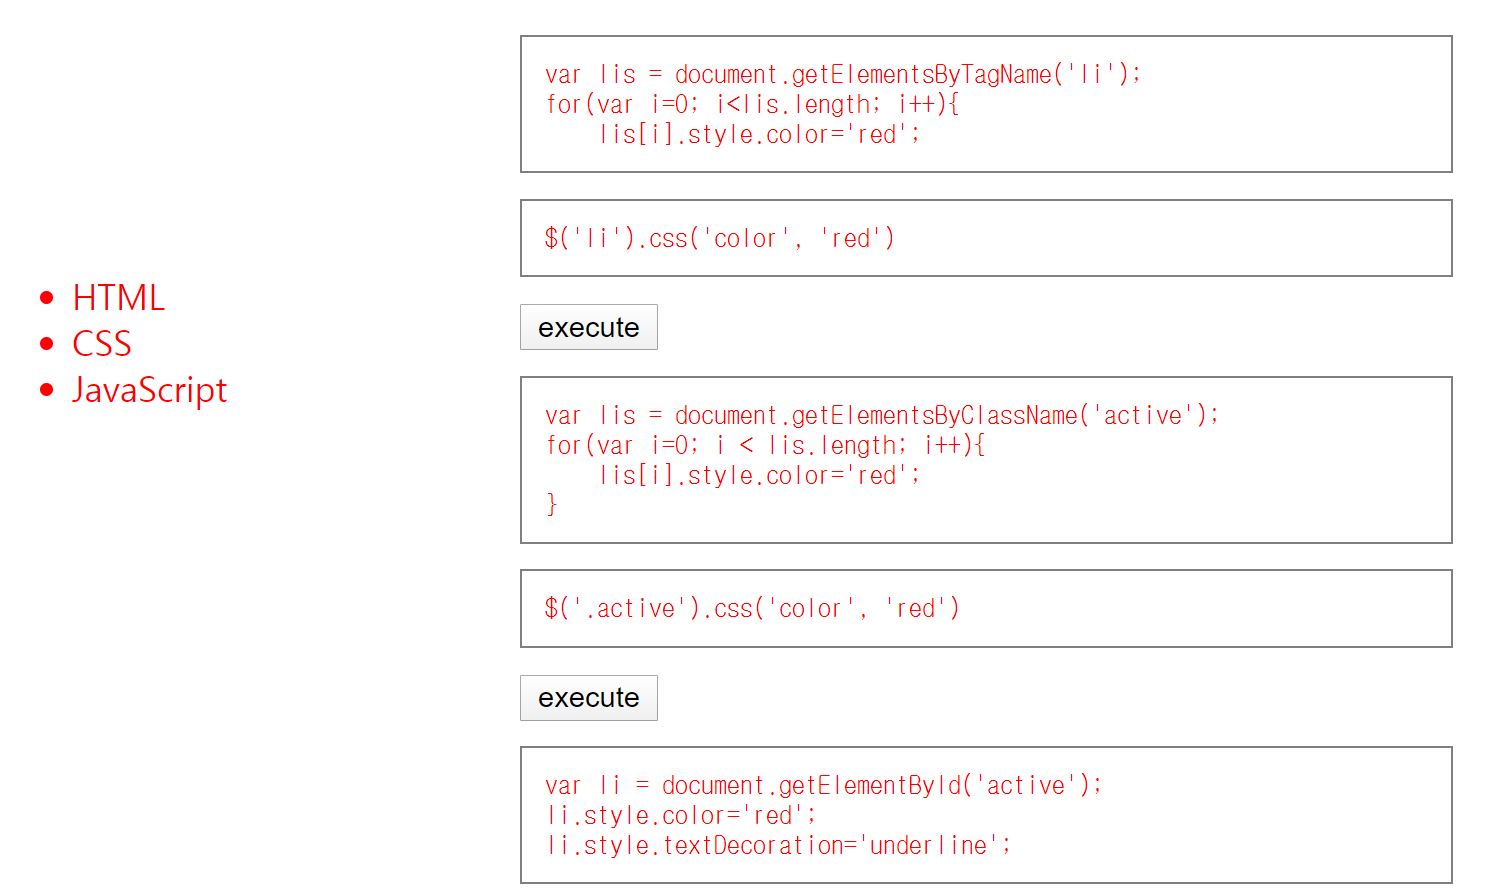 HTML
CSS
JavaScript
var lis = document.getElementsByTagName('li');
for(var i=0; i<lis.length; i++){
    lis[i].style.color='red';
$('li').css('color', 'red')
execute
var lis = document.getElementsByClassName('active');
for(var i=0; i < lis.length; i++){
    lis[i].style.color='red';
}
$('.active').css('color', 'red')
execute
var li = document.getElementById('active');
li.style.color='red';
li.style.textDecoration='underline';